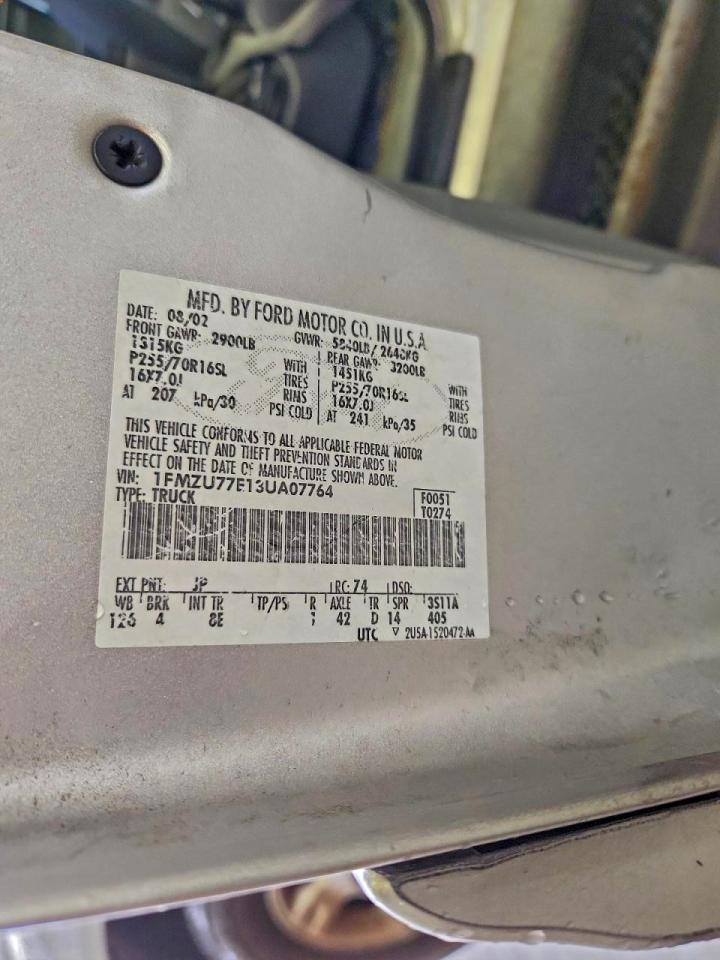 MFD. BY FORD MOTOR CO. IN U.S.A.
DATE: 08/02 GVWR: 5840LB/2648KG
FRONT GAWR: 2900LB REAR GAWR: 3200LB
1315KG WITH 1451KG WITH
P255/70R16SL TIRES P255/70R16SL TIRES
16X7.0J RIMS 16X7.0J RIMS
AT 207 kPa/30 PSI COLD AT 241 kPa/35 PSI COLD
THIS VEHICLE CONFORMS TO ALL APPLICABLE FEDERAL MOTOR
VEHICLE SAFETY AND THEFT PREVENTION STANDARDS IN
EFFECT ON THE DATE OF MANUFACTURE SHOWN ABOVE.
VIN: 1FMZU77E13UA07764
TYPE: TRUCK F0051
T0274
EXT PNT: JP RC: 74 DSO:
WB BRK INT TR TP/PS R AXLE TR SPR 3S11A
126 4 8E 42 D 14 405
UTC ▽ 2U5A-1520472-AA